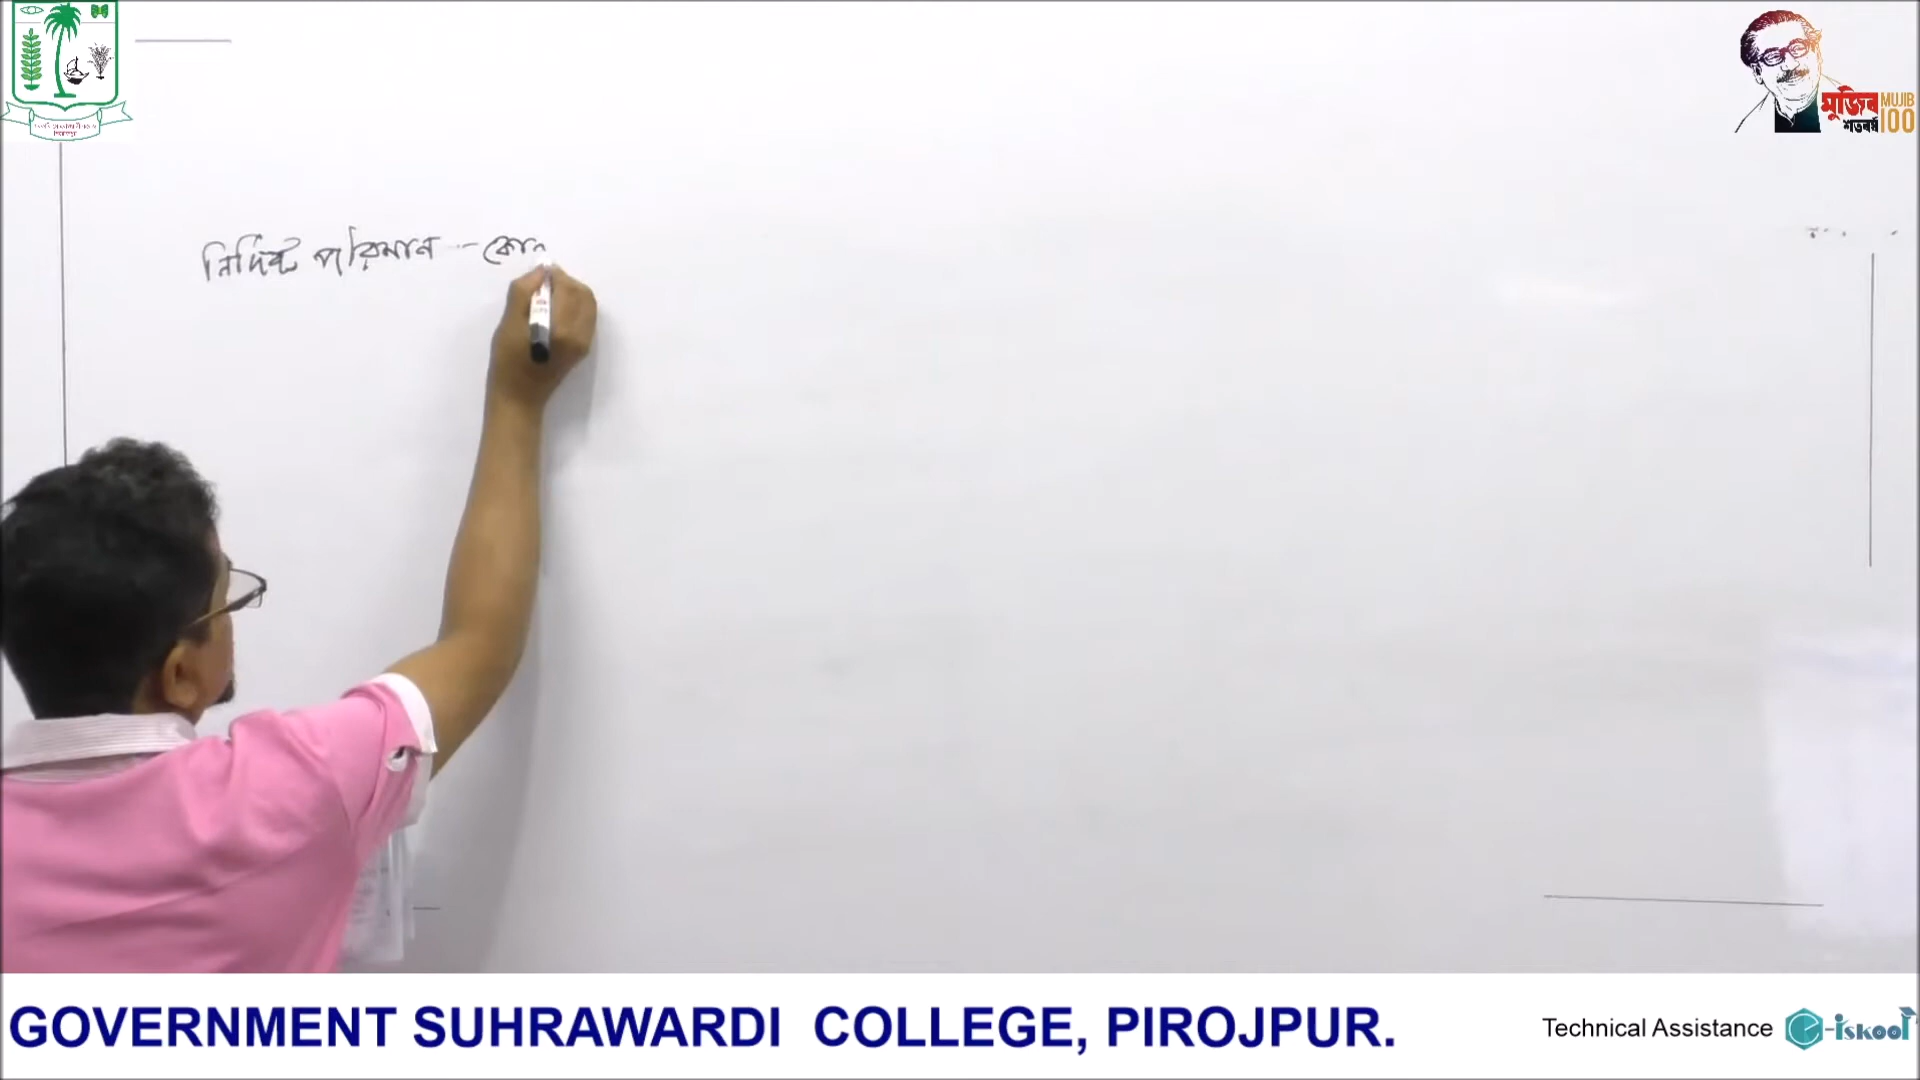 মুজিব MUJIB
শতবর্ষ 100
নির্দিষ্ট পরিমান - কোন
GOVERNMENT SUHRAWARDI COLLEGE, PIROJPUR.
Technical Assistance e-iskool